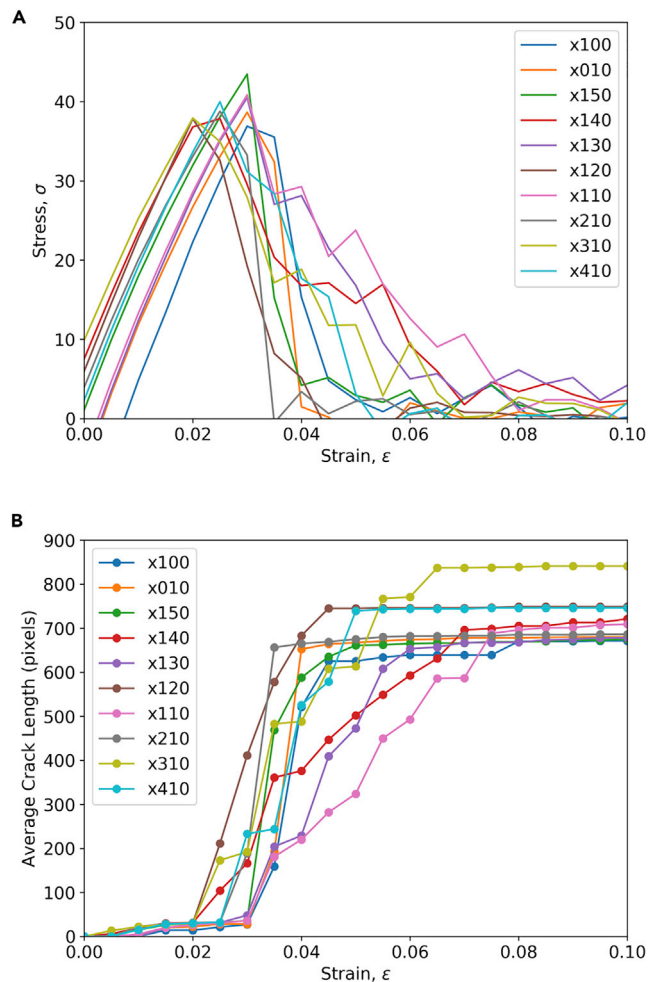 A
50
40
30
20
10
0
Stress, σ
0.00 0.02 0.04 0.06 0.08 0.10
Strain, ε
x100
x010
x150
x140
x130
x120
x110
x210
x310
x410
B
900
800
700
600
500
400
300
200
100
0
Average Crack Length (pixels)
x100
x010
x150
x140
x130
x120
x110
x210
x310
x410
0.00 0.02 0.04 0.06 0.08 0.10
Strain, ε